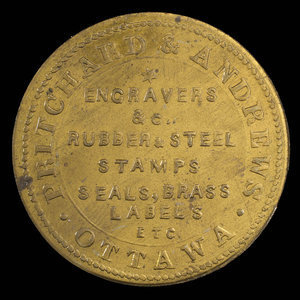 PRITCHARD & ANDREWS
ENGRAVERS
&c..
RUBBER & STEEL
STAMPS
SEALS, BRASS
LABELS
ETC.
· OTTAWA ·